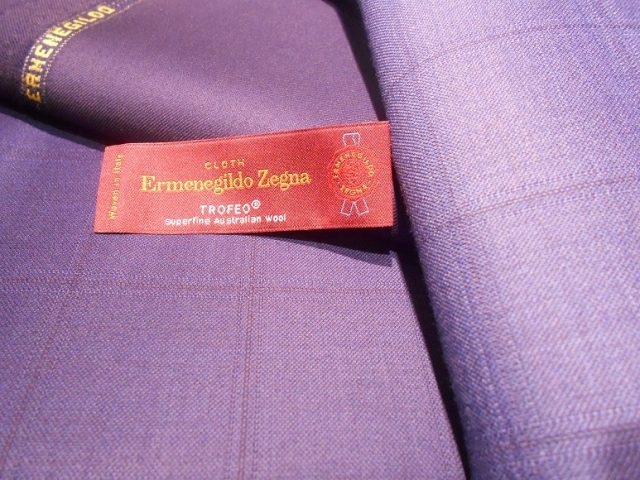 ERMENEGILDO
Woven in Italy
CLOTH
Ermenegildo Zegna
TROFEO®
Superfine Australian Wool
ERMENEGILDO
ZEGNA